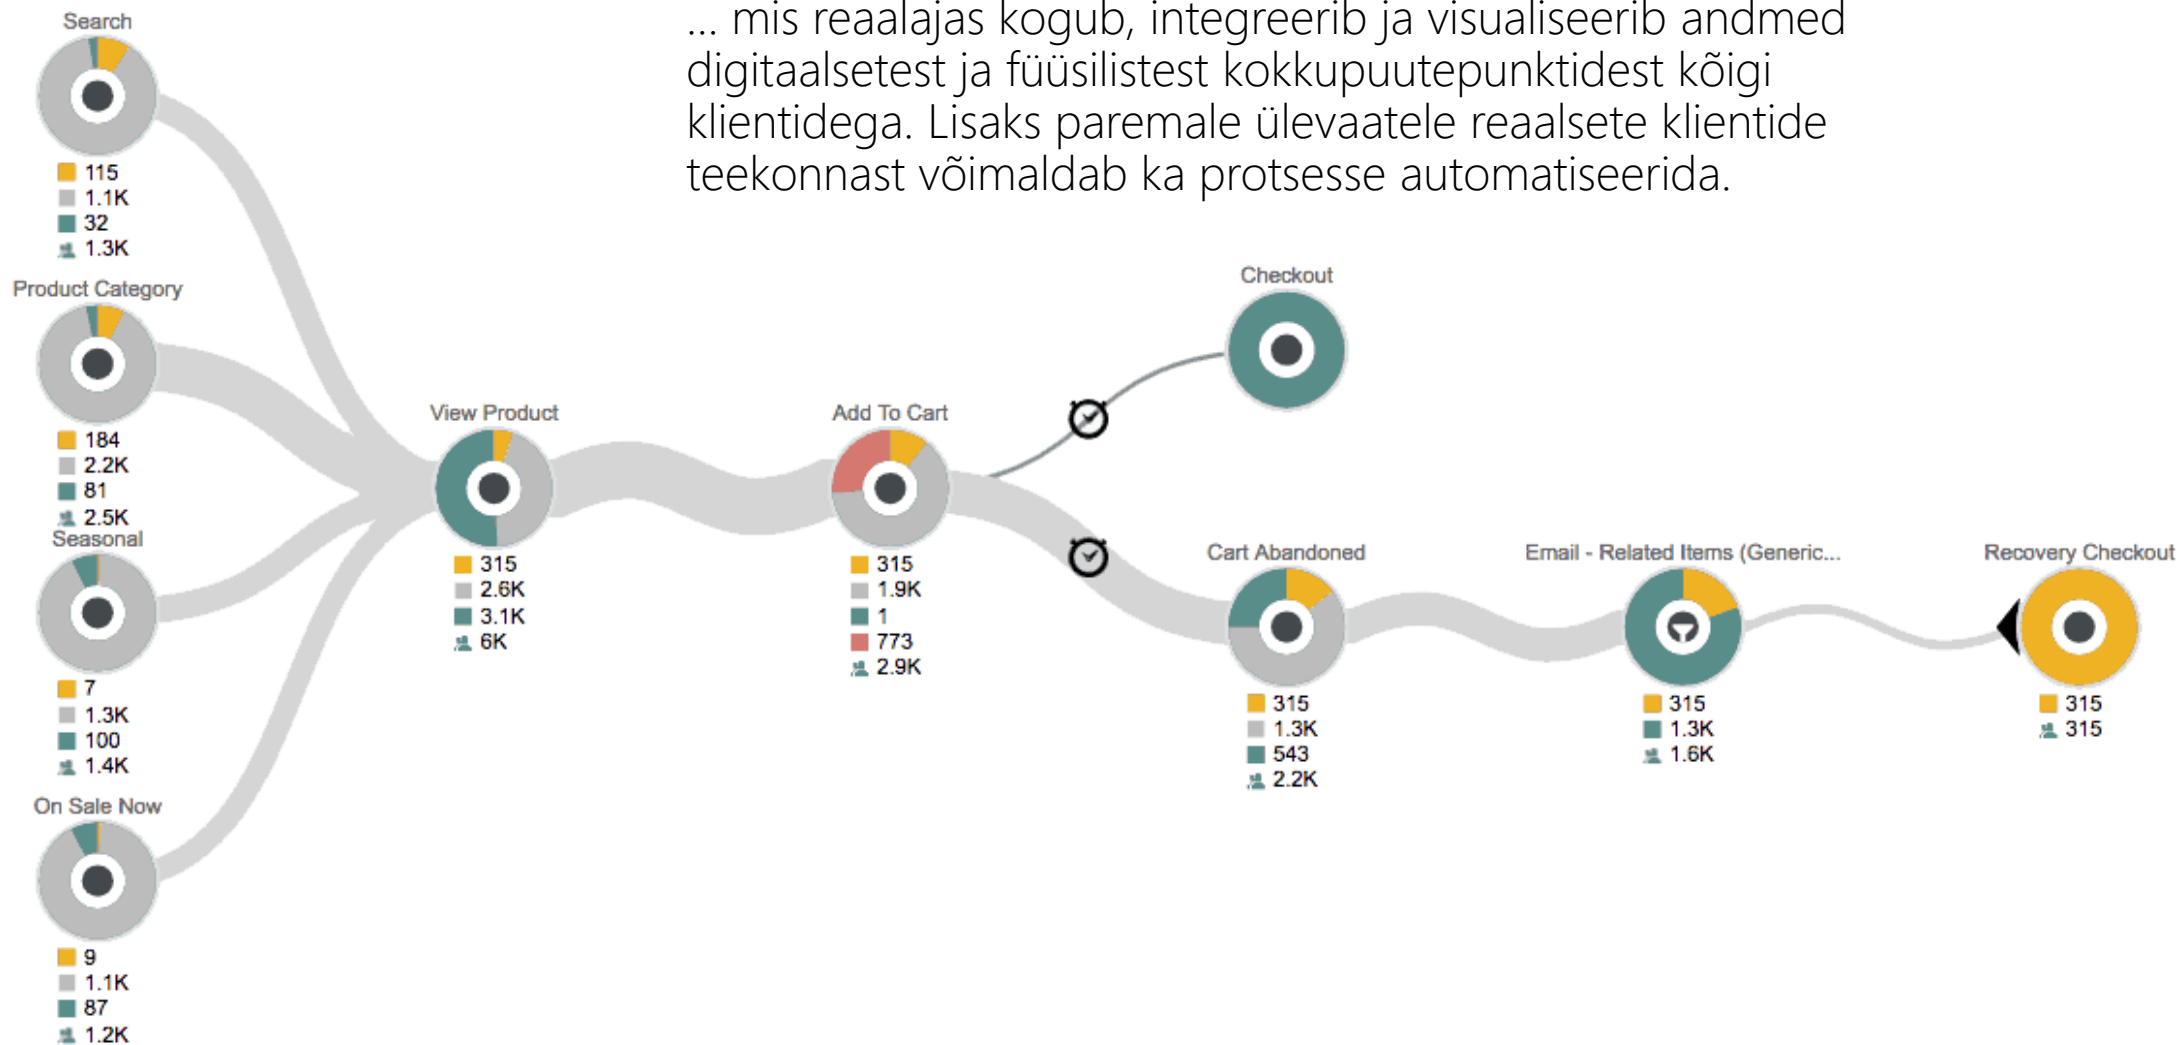 ... mis reaalajas kogub, integreerib ja visualiseerib andmed
digitaalsetest ja füüsilistest kokkupuutepunktidest kõigi
klientidega. Lisaks paremale ülevaatele reaalsete klientide
teekonnast võimaldab ka protsesse automatiseerida.
Search
115
1.1K
32
1.3K
Product Category
184
2.2K
81
2.5K
Seasonal
7
1.3K
100
1.4K
On Sale Now
9
1.1K
87
1.2K
View Product
315
2.6K
3.1K
6K
Add To Cart
315
1.9K
1
773
2.9K
Checkout
Cart Abandoned
315
1.3K
543
2.2K
Email - Related Items (Generic...
315
1.3K
1.6K
Recovery Checkout
315
315